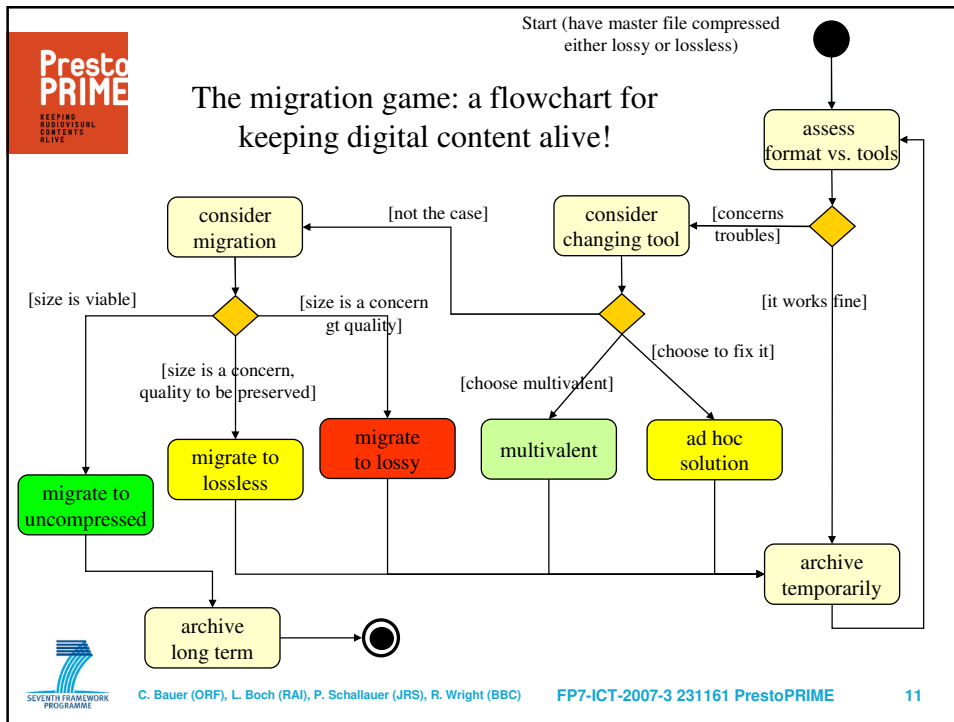 Start (have master file compressed
either lossy or lossless)
Presto
PRIME
KEEPING
AUDIOVISUAL
CONTENTS
ALIVE
The migration game: a flowchart for
keeping digital content alive!
assess
format vs. tools
consider
migration
[not the case]
consider
changing tool
[concerns
troubles]
[size is viable]
[size is a concern
gt quality]
[it works fine]
[size is a concern,
quality to be preserved]
[choose multivalent]
[choose to fix it]
migrate to
uncompressed
migrate to
lossless
migrate
to lossy
multivalent
ad hoc
solution
archive
temporarily
archive
long term
SEVENTH FRAMEWORK
PROGRAMME
C. Bauer (ORF), L. Boch (RAI), P. Schallauer (JRS), R. Wright (BBC)
FP7-ICT-2007-3 231161 PrestoPRIME
11